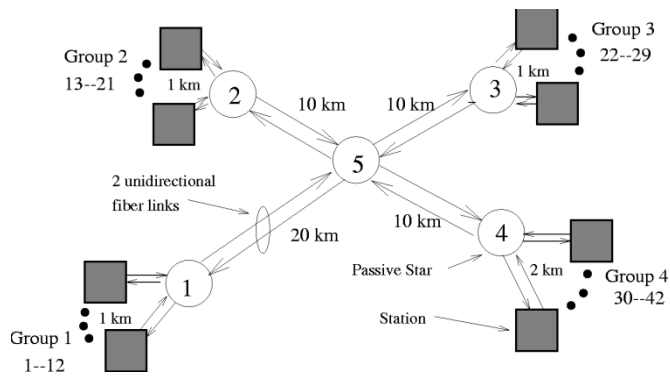 Group 2
13--21
1 km
2
10 km
10 km
3
1 km
Group 3
22--29
5
2 unidirectional
fiber links
20 km
10 km
Passive Star
4
2 km
Group 4
30--42
1
1 km
Group 1
1--12
Station